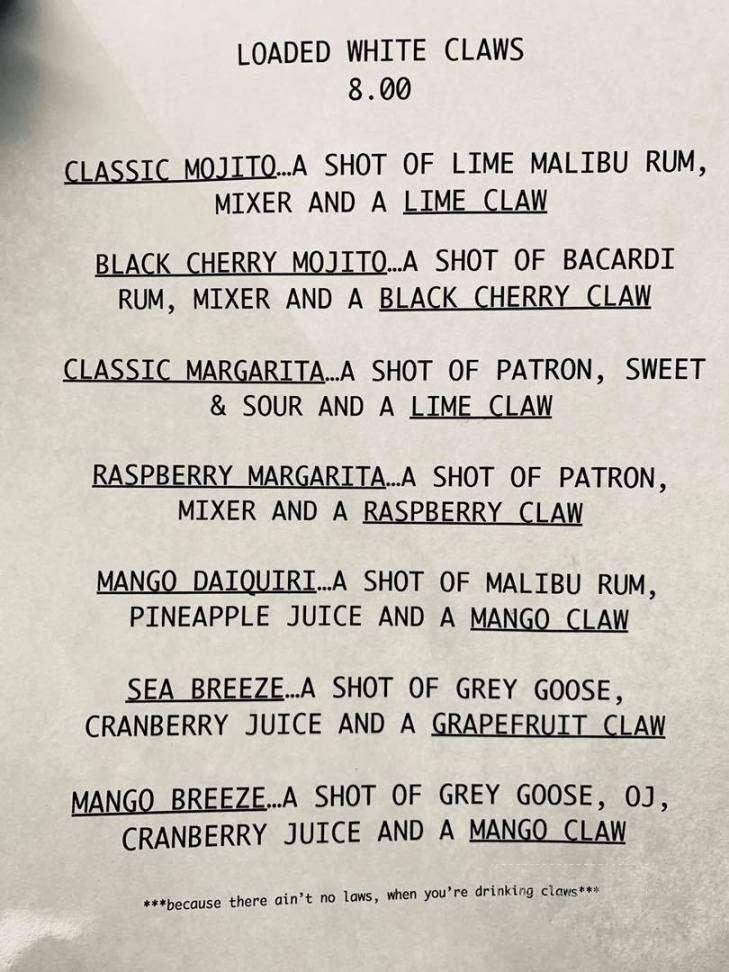 LOADED WHITE CLAWS
8.00
CLASSIC MOJITO…A SHOT OF LIME MALIBU RUM,
MIXER AND A LIME CLAW
BLACK CHERRY MOJITO…A SHOT OF BACARDI
RUM, MIXER AND A BLACK CHERRY CLAW
CLASSIC MARGARITA…A SHOT OF PATRON, SWEET
& SOUR AND A LIME CLAW
RASPBERRY MARGARITA…A SHOT OF PATRON,
MIXER AND A RASPBERRY CLAW
MANGO DAIQUIRI…A SHOT OF MALIBU RUM,
PINEAPPLE JUICE AND A MANGO CLAW
SEA BREEZE…A SHOT OF GREY GOOSE,
CRANBERRY JUICE AND A GRAPEFRUIT CLAW
MANGO BREEZE…A SHOT OF GREY GOOSE, OJ,
CRANBERRY JUICE AND A MANGO CLAW
***because there ain't no laws, when you're drinking claws***